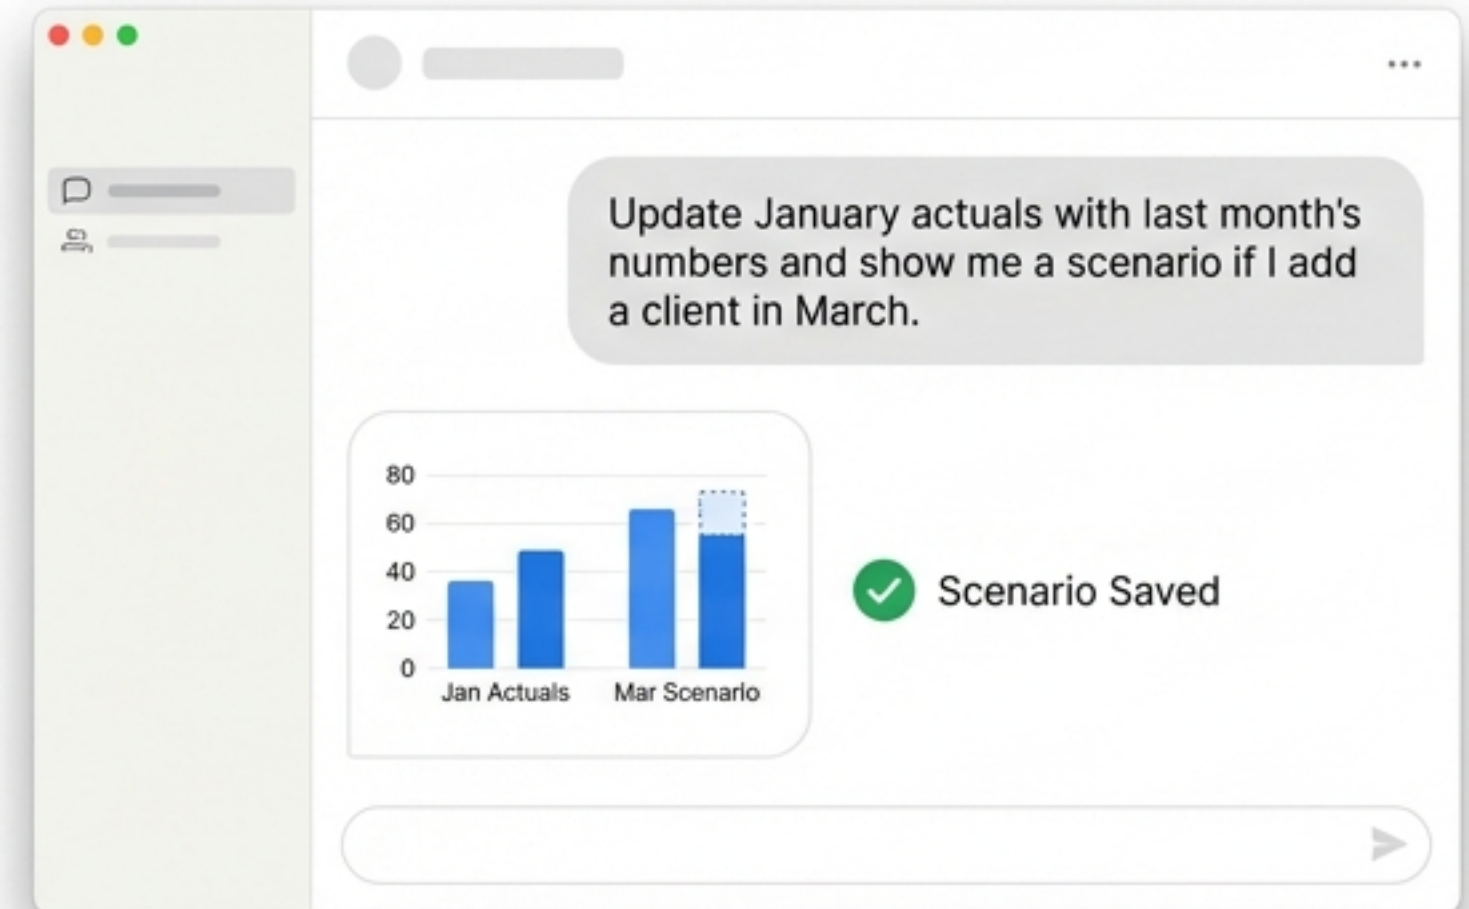 Update January actuals with last month's
numbers and show me a scenario if I add
a client in March.
80
60
40
20
0
Jan Actuals
Mar Scenario
Scenario Saved